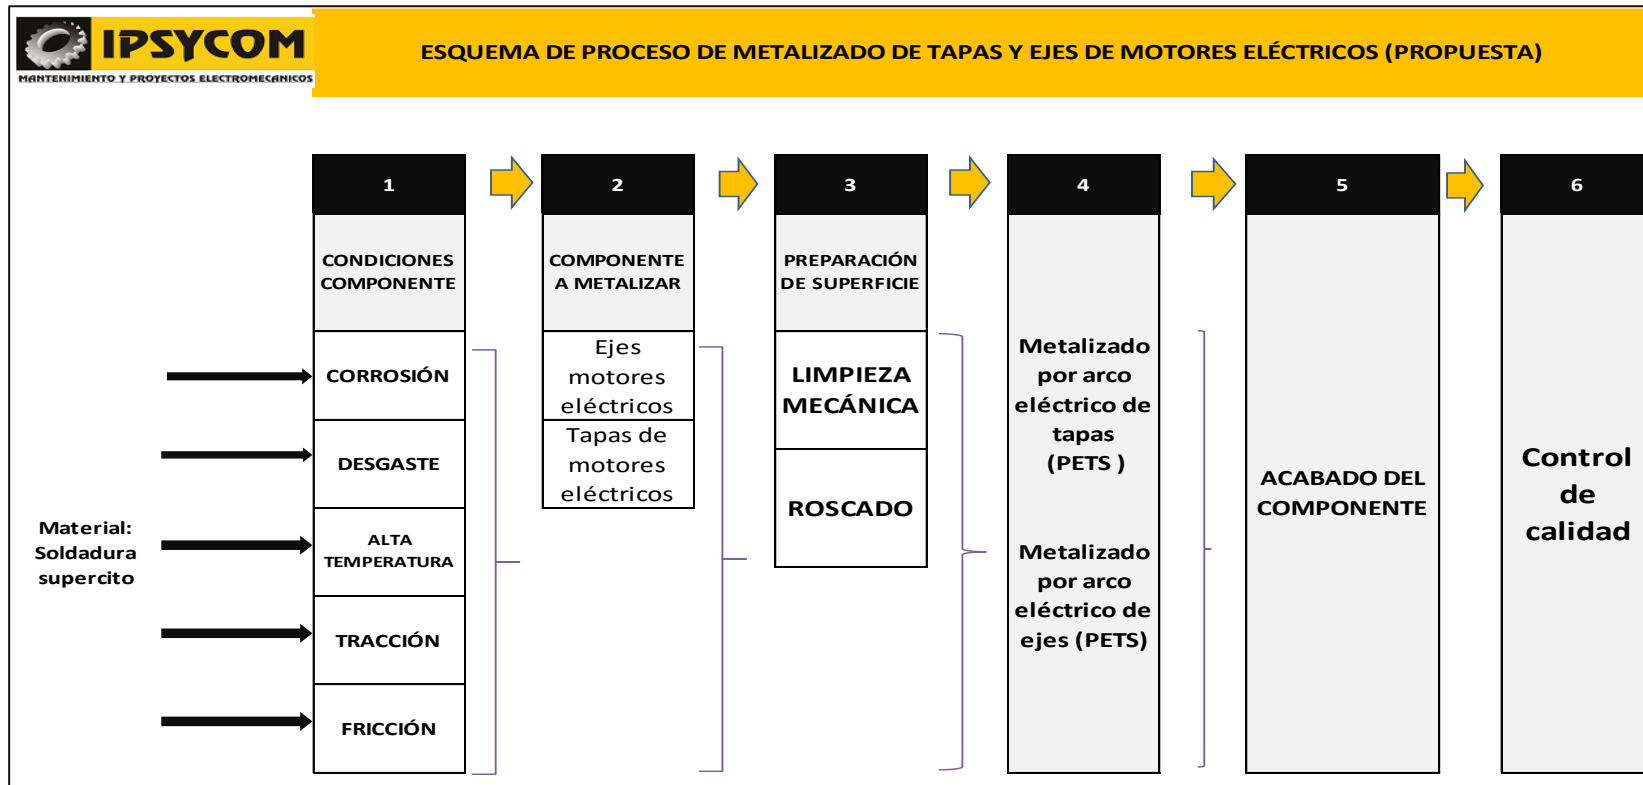 IPSYCOM
MANTENIMIENTO Y PROYECTOS ELECTROMECANICOS
ESQUEMA DE PROCESO DE METALIZADO DE TAPAS Y EJES DE MOTORES ELÉCTRICOS (PROPUESTA)
1
2
3
4
5
6
CONDICIONES
COMPONENTE
COMPONENTE
A METALIZAR
PREPARACIÓN
DE SUPERFICIE
Material:
Soldadura
supercito
CORROSIÓN
DESGASTE
ALTA
TEMPERATURA
TRACCIÓN
FRICCIÓN
Ejes
motores
eléctricos
Tapas de
motores
eléctricos
LIMPIEZA
MECÁNICA
ROSCADO
Metalizado
por arco
eléctrico de
tapas
(PETS )
Metalizado
por arco
eléctrico de
ejes (PETS)
ACABADO DEL
COMPONENTE
Control
de
calidad